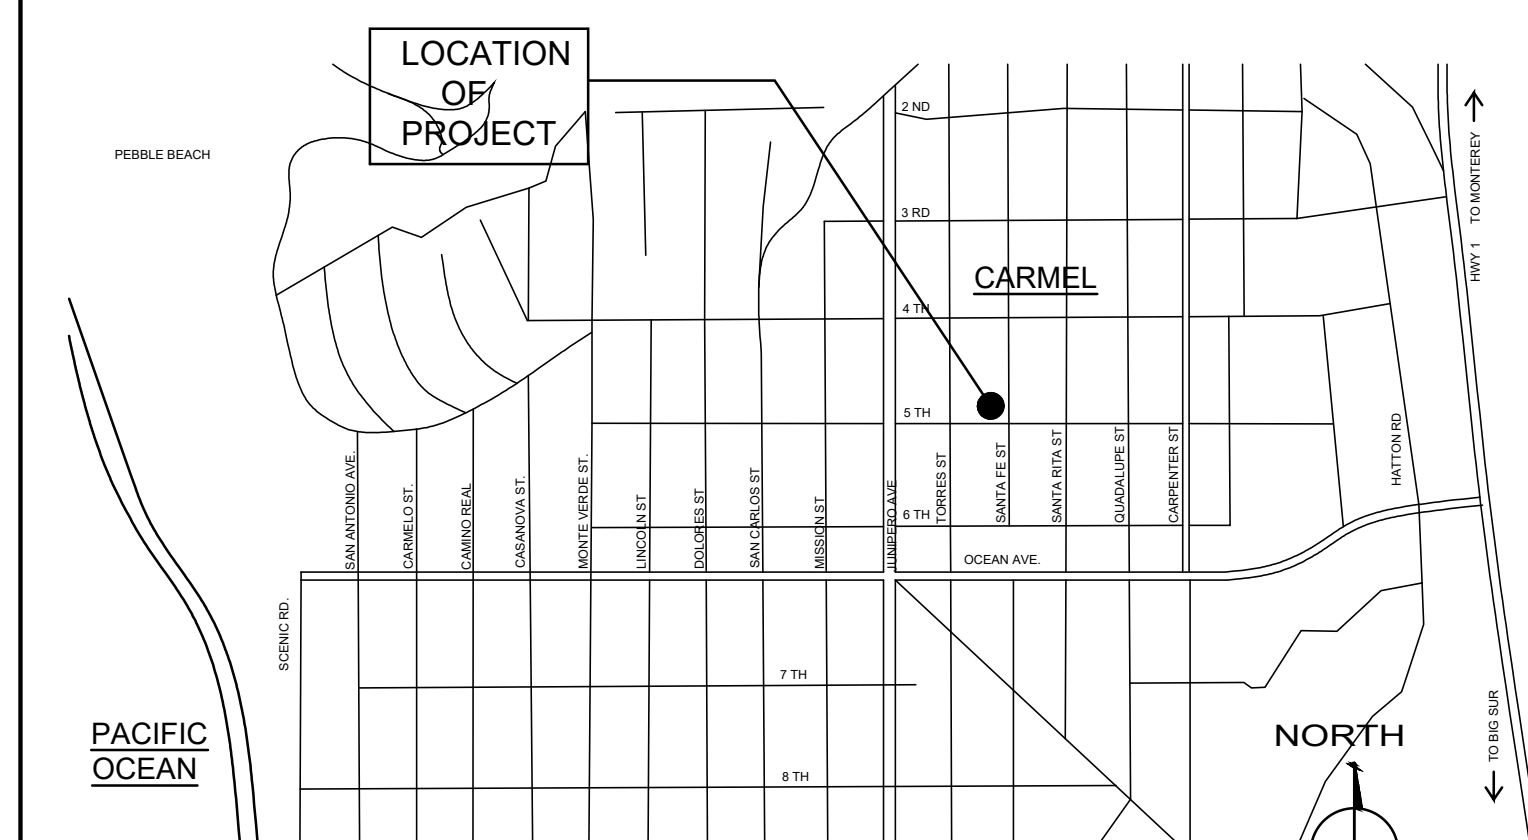 LOCATION
OF
PROJECT
PEBBLE BEACH
2 ND
TO MONTEREY
HWY 1
3 RD
CARMEL
4 TH
5 TH
HATTON RD
SAN ANTONIO AVE.
CARMELO ST.
CAMINO REAL
CASANOVA ST.
MONTE VERDE ST.
LINCOLN ST
DOLORES ST
SAN CARLOS ST
MISSION ST
JUNIPERO AVE
TORRES ST
SANTA FE ST
SANTA RITA ST
QUADALUPE ST
CARPENTER ST
6 TH
OCEAN AVE.
SCENIC RD.
7 TH
PACIFIC
OCEAN
NORTH
TO BIG SUR
8 TH